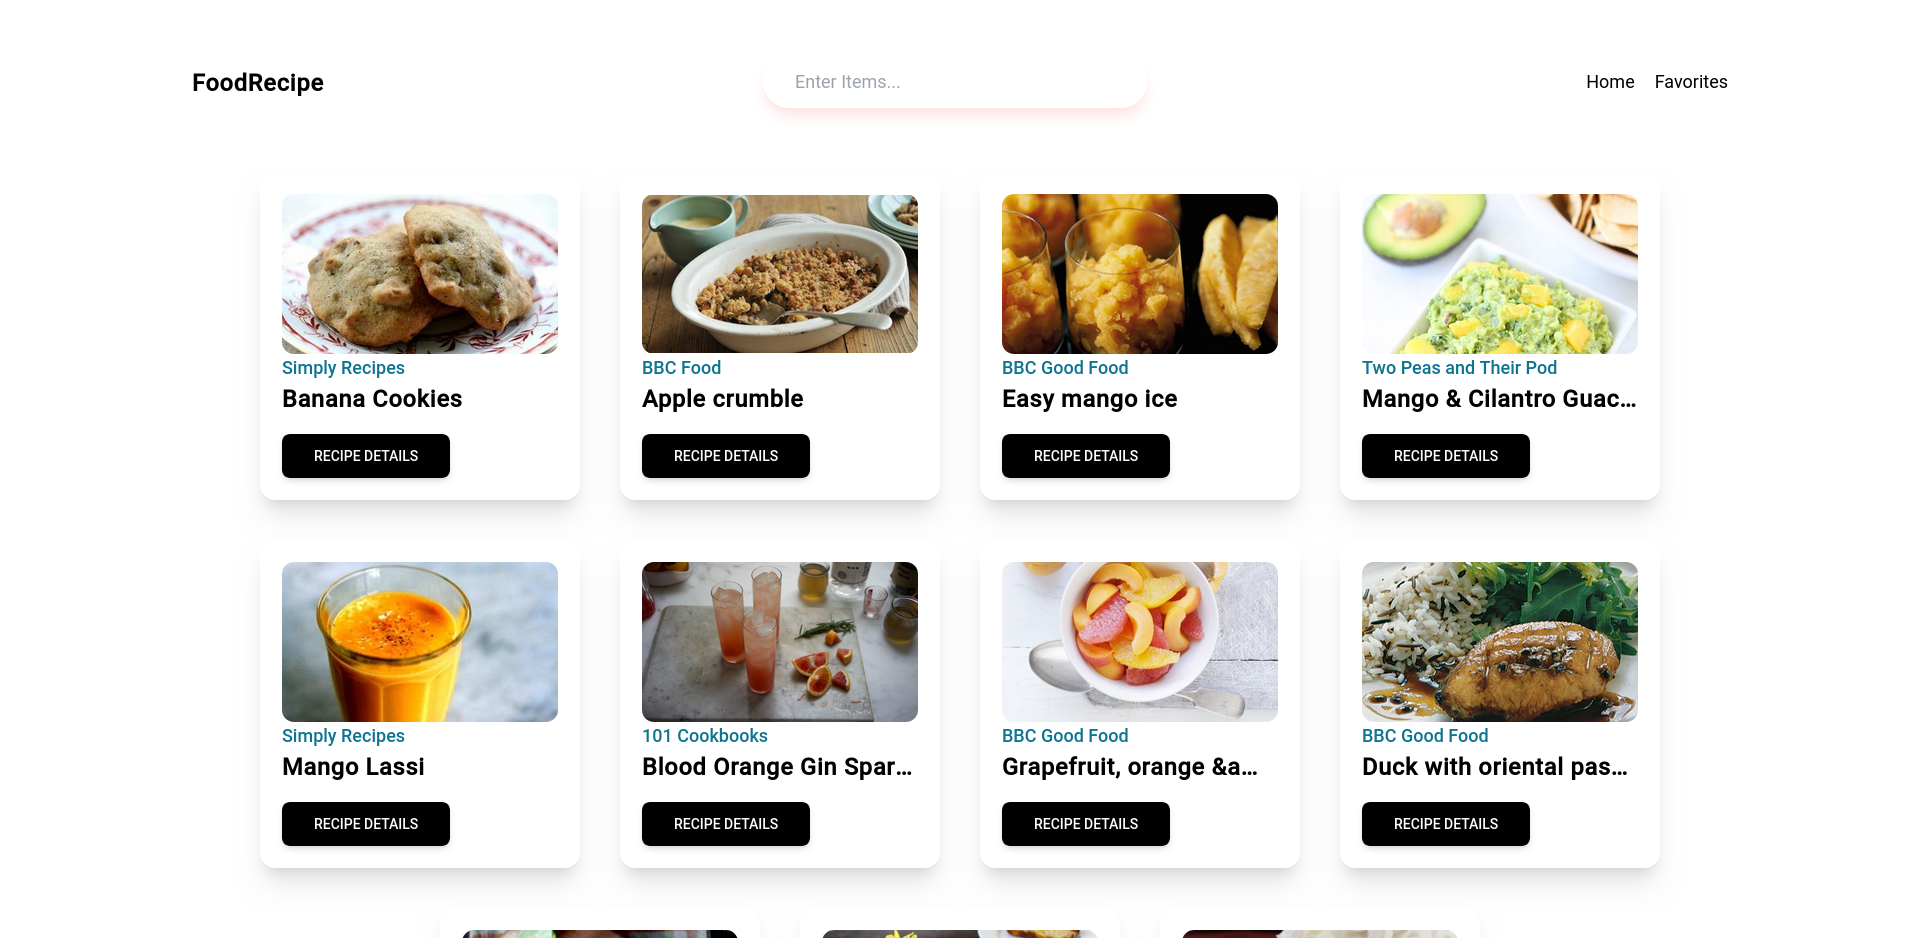 FoodRecipe
Enter Items...
Home
Favorites
Simply Recipes
Banana Cookies
RECIPE DETAILS
BBC Food
Apple crumble
RECIPE DETAILS
BBC Good Food
Easy mango ice
RECIPE DETAILS
Two Peas and Their Pod
Mango & Cilantro Guac...
RECIPE DETAILS
Simply Recipes
Mango Lassi
RECIPE DETAILS
101 Cookbooks
Blood Orange Gin Spar...
RECIPE DETAILS
BBC Good Food
Grapefruit, orange &a...
RECIPE DETAILS
BBC Good Food
Duck with oriental pas...
RECIPE DETAILS